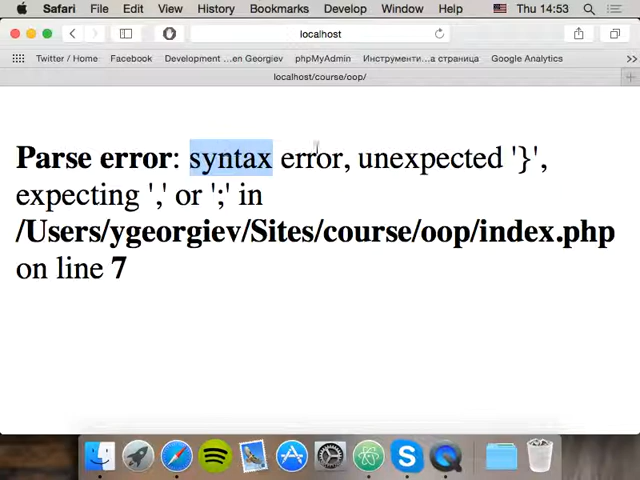 Safari File Edit View History Bookmarks Develop Window Help Thu 14:53
localhost
Twitter / Home Facebook Development ...en Georgiev phpMyAdmin Инструменти...а страница Google Analytics
localhost/course/oop/
Parse error: syntax error, unexpected '}',
expecting ',' or ';' in
/Users/ygeorgiev/Sites/course/oop/index.php
on line 7